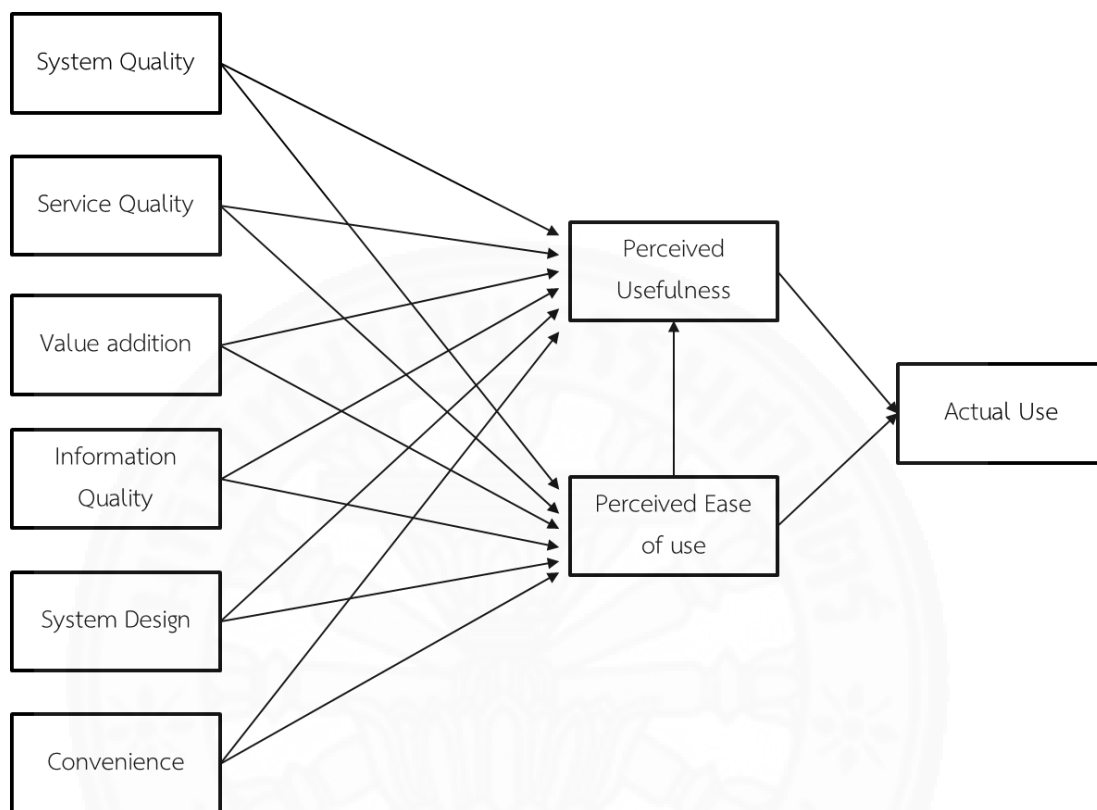 System Quality
Service Quality
Value addition
Information
Quality
System Design
Convenience
Perceived
Usefulness
Perceived Ease
of use
Actual Use